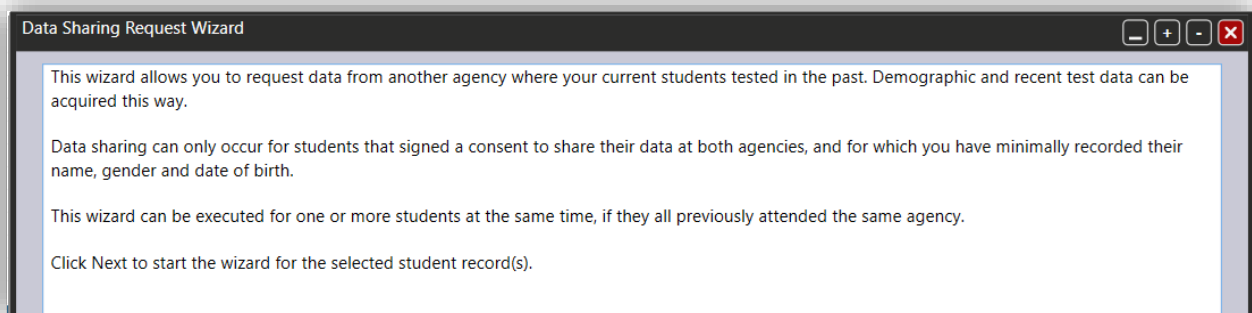 Data Sharing Request Wizard
This wizard allows you to request data from another agency where your current students tested in the past. Demographic and recent test data can be
acquired this way.
Data sharing can only occur for students that signed a consent to share their data at both agencies, and for which you have minimally recorded their
name, gender and date of birth.
This wizard can be executed for one or more students at the same time, if they all previously attended the same agency.
Click Next to start the wizard for the selected student record(s).